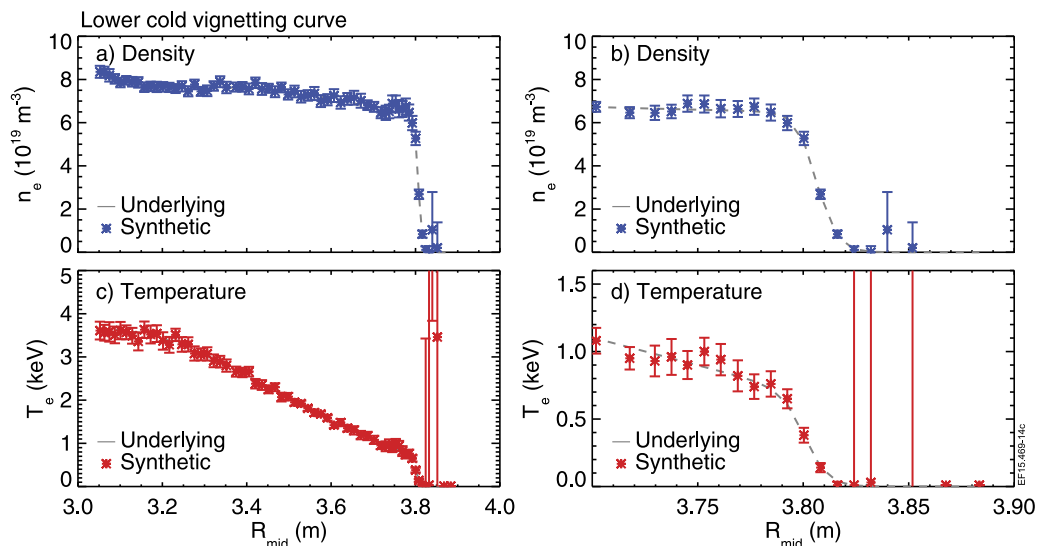 Lower cold vignetting curve
a) Density
n_e (10^19 m^-3)
10
8
6
4
2
0
— Underlying
Synthetic
b) Density
n_e (10^19 m^-3)
10
8
6
4
2
0
— Underlying
Synthetic
c) Temperature
T_e (keV)
5
4
3
2
1
0
— Underlying
Synthetic
3.0 3.2 3.4 3.6 3.8 4.0
R_mid (m)
d) Temperature
T_e (keV)
1.5
1.0
0.5
0.0
— Underlying
Synthetic
3.75 3.80 3.85 3.90
R_mid (m)
EF15.469-14c